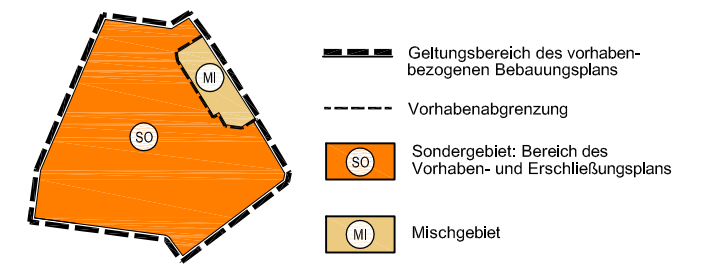 MI
SO
Geltungsbereich des vorhaben-
bezogenen Bebauungsplans
Vorhabenabgrenzung
SO
Sondergebiet: Bereich des
Vorhaben- und Erschließungsplans
MI
Mischgebiet